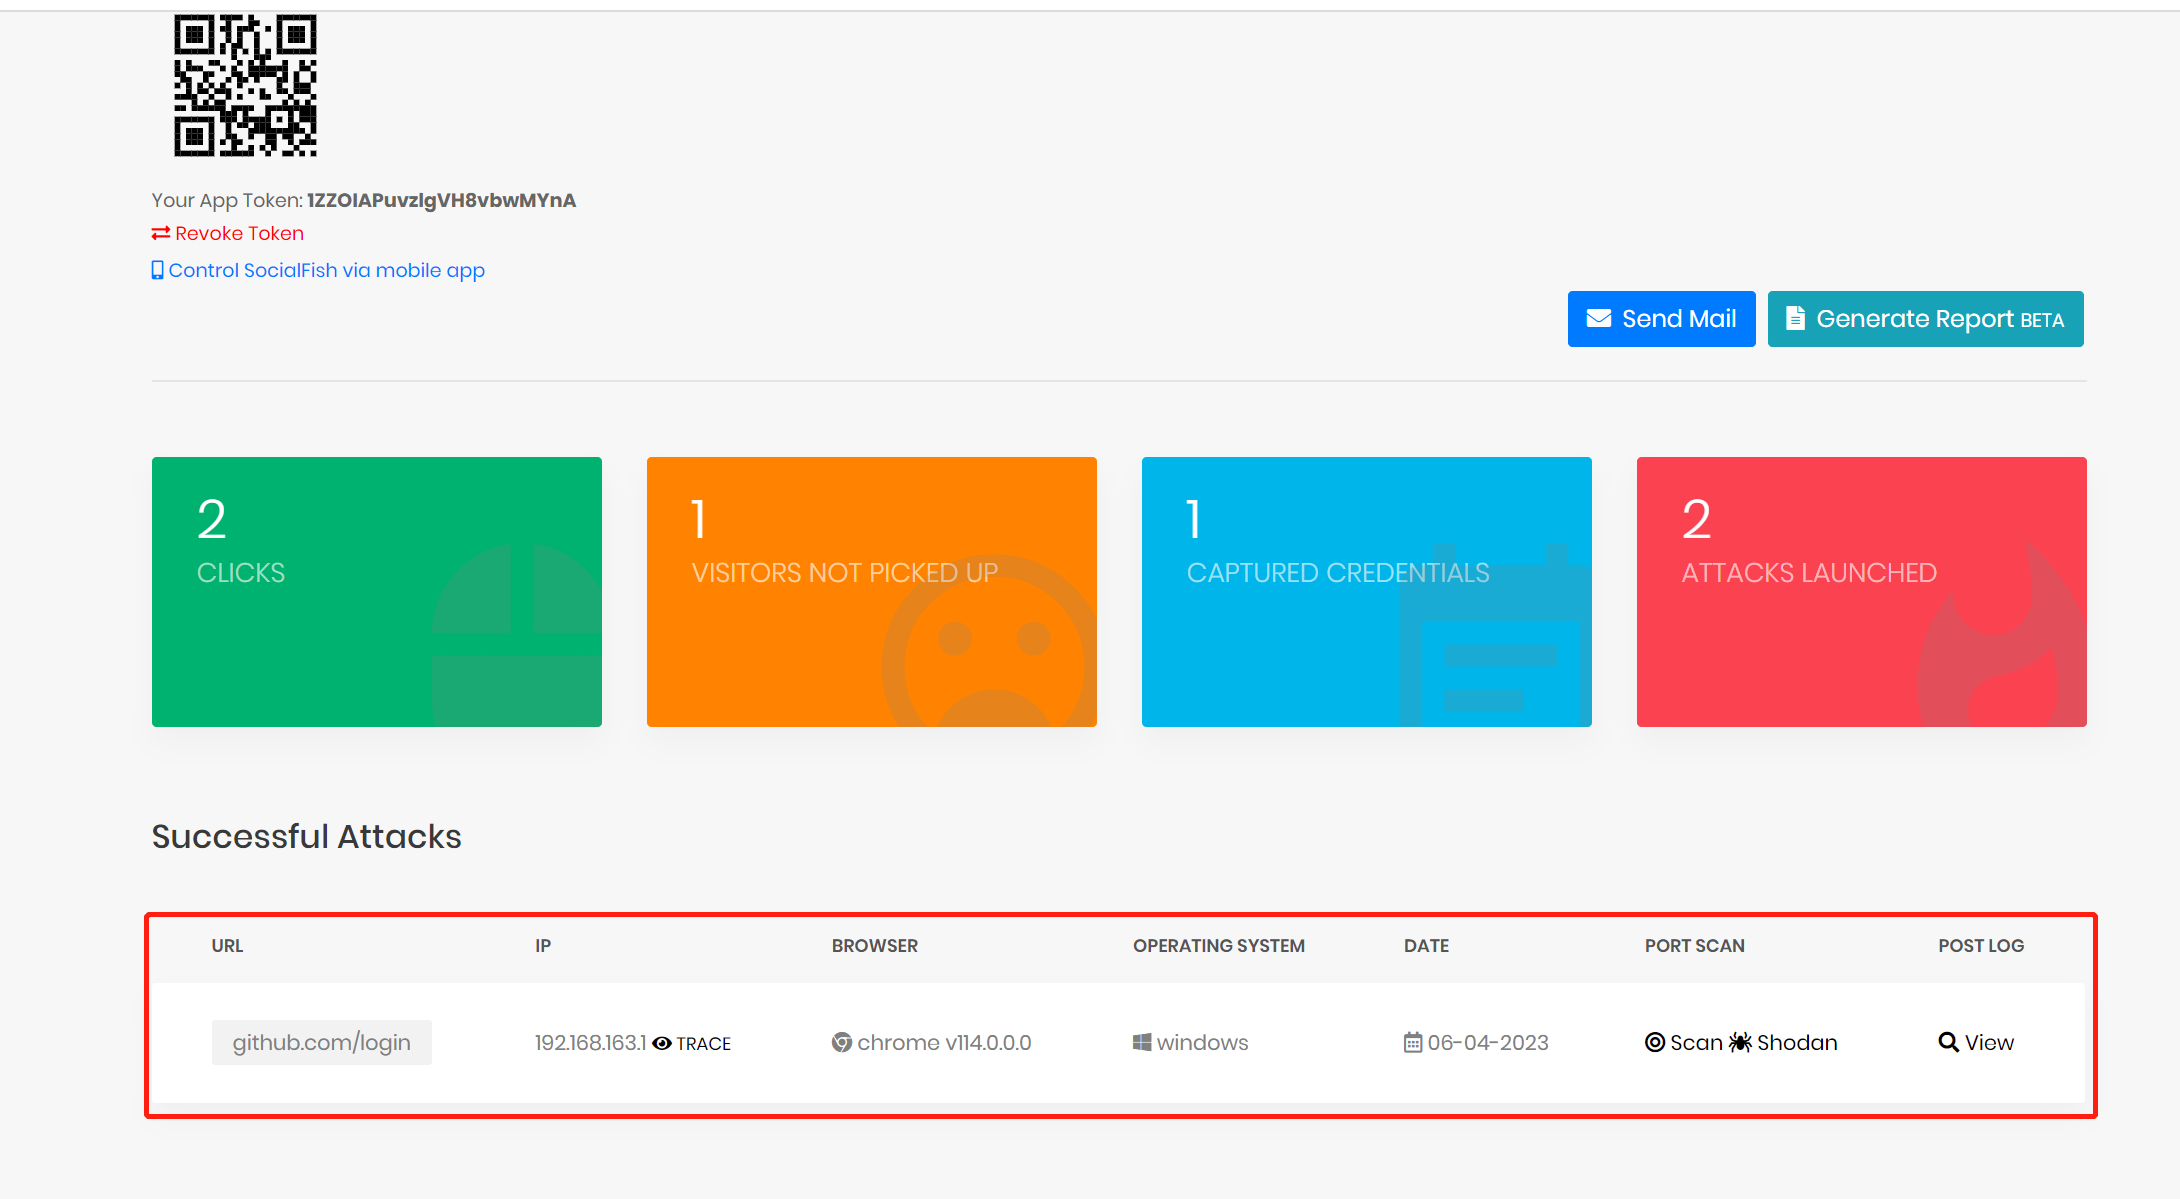 Your App Token: 1ZZOIAPuvzlgVH8vbwMYnA
Revoke Token
Control SocialFish via mobile app
Send Mail
Generate Report BETA
2
CLICKS
1
VISITORS NOT PICKED UP
1
CAPTURED CREDENTIALS
2
ATTACKS LAUNCHED
Successful Attacks
URL IP BROWSER OPERATING SYSTEM DATE PORT SCAN POST LOG
github.com/login 192.168.163.1 TRACE chrome v114.0.0.0 windows 06-04-2023 Scan Shodan View